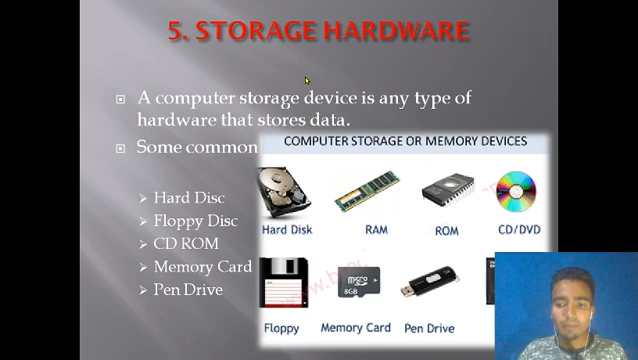 5. STORAGE HARDWARE
A computer storage device is any type of
hardware that stores data.
Some common
Hard Disc
Floppy Disc
CD ROM
Memory Card
Pen Drive
COMPUTER STORAGE OR MEMORY DEVICES
Hard Disk
RAM
ROM
CD/DVD
micro
8GB
Floppy
Memory Card
Pen Drive